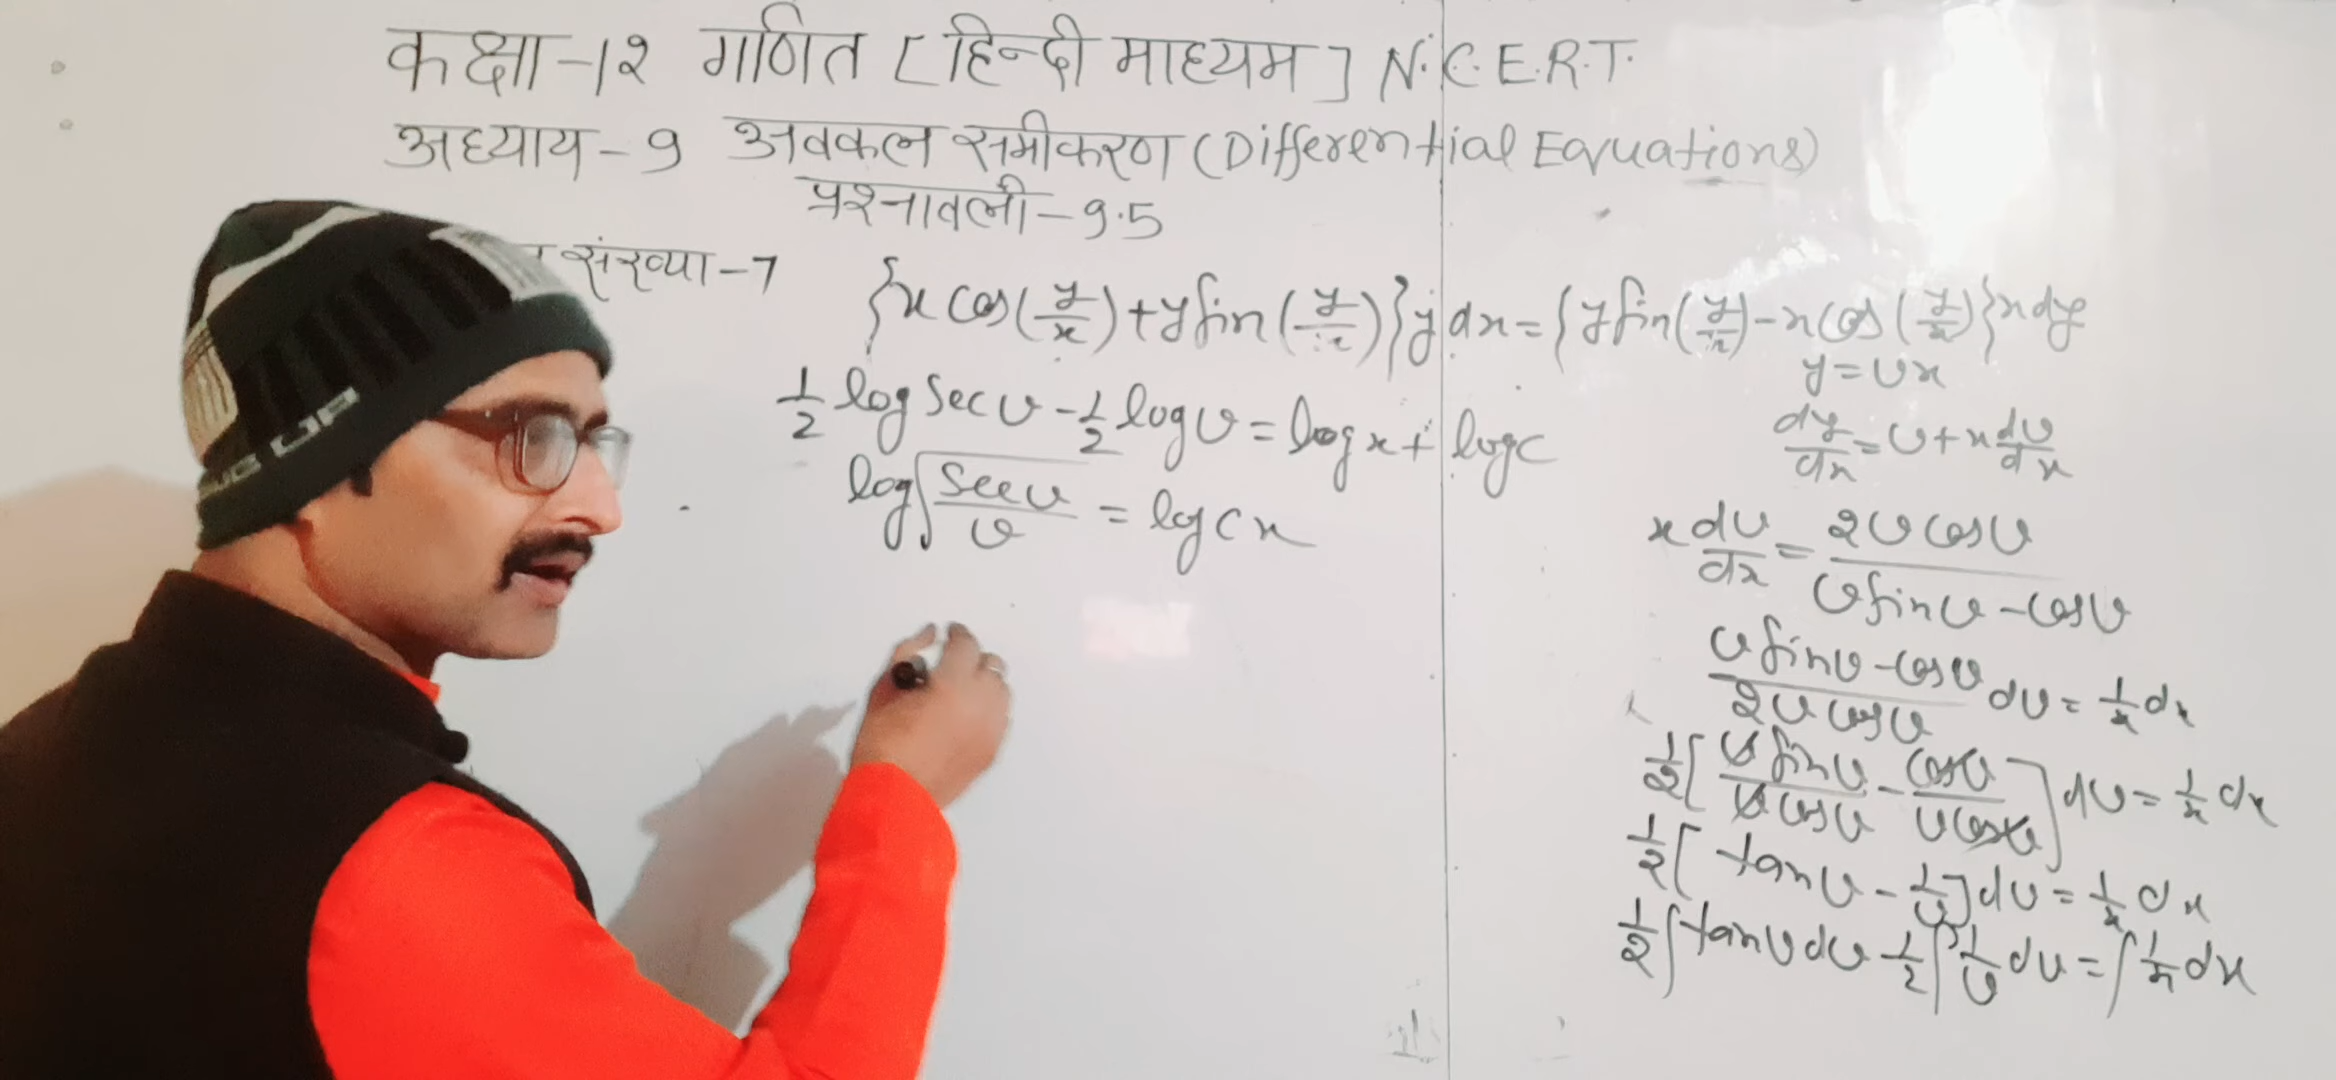 कक्षा-१२ गणित [हिन्दी माध्यम] N.C.E.R.T.
अध्याय-9 अवकल समीकरण (Differential Equations)
प्रश्नावली-9.5
संख्या-7
{x cos(y/x)+y sin(y/x)}y dx={y sin(y/x)-x cos(y/x)}x dy
1/2 log sec v - 1/2 log v = log x + log c
log√(sec v/v) = log c x
y=vx
dy/dx=v+x dv/dx
x dv/dx = 2v cos v/(v sin v - cos v)
(v sin v - cos v)/(2v cos v) dv = 1/x dx
1/2[v sin v/v cos v - cos v/v cos v]dv = 1/x dx
1/2[tan v - 1/v]dv = 1/x dx
1/2∫tan v dv - 1/2∫1/v dv = ∫1/x dx